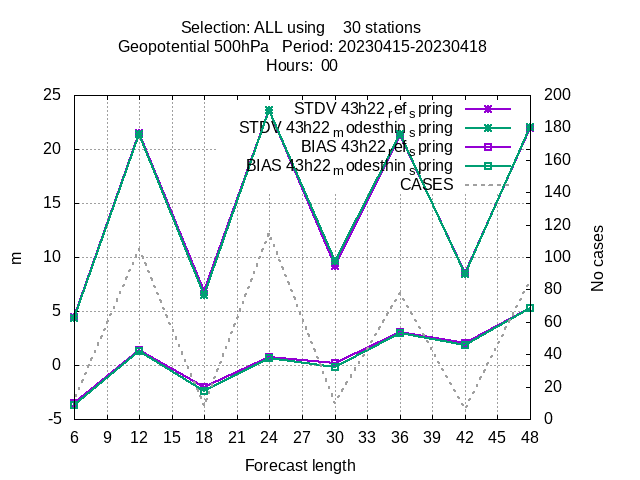 Selection: ALL using    30 stations
Geopotential 500hPa   Period: 20230415-20230418
Hours:  00
25
20
15
10
5
0
-5
m
STDV 43h22_ref_spring
STDV 43h22_modesthin_spring
BIAS 43h22_ref_spring
BIAS 43h22_modesthin_spring
CASES
200
180
160
140
120
100
80
60
40
20
0
No cases
6 9 12 15 18 21 24 27 30 33 36 39 42 45 48
Forecast length